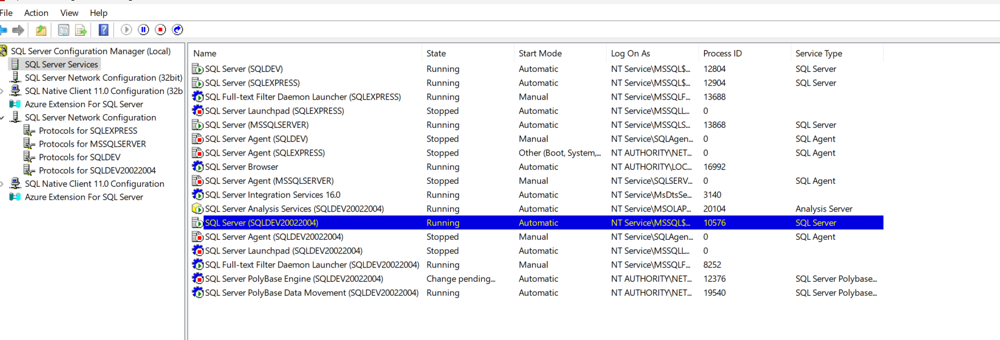 File Action View Help
SQL Server Configuration Manager (Local)
SQL Server Services
SQL Server Network Configuration (32bit)
SQL Native Client 11.0 Configuration (32b
Azure Extension For SQL Server
SQL Server Network Configuration
Protocols for SQLEXPRESS
Protocols for MSSQLSERVER
Protocols for SQLDEV
Protocols for SQLDEV20022004
SQL Native Client 11.0 Configuration
Azure Extension For SQL Server
Name State Start Mode Log On As Process ID Service Type
SQL Server (SQLDEV) Running Automatic NT Service\MSSQL$... 12804 SQL Server
SQL Server (SQLEXPRESS) Running Automatic NT Service\MSSQL$... 12904 SQL Server
SQL Full-text Filter Daemon Launcher (SQLEXPRESS) Running Manual NT Service\MSSQLF... 13688
SQL Server Launchpad (SQLEXPRESS) Stopped Automatic NT Service\MSSQLL... 0
SQL Server (MSSQLSERVER) Running Automatic NT Service\MSSQLS... 13868 SQL Server
SQL Server Agent (SQLDEV) Stopped Manual NT Service\SQLAgen... 0 SQL Agent
SQL Server Agent (SQLEXPRESS) Stopped Other (Boot, System,... NT AUTHORITY\NET... 0 SQL Agent
SQL Server Browser Running Automatic NT AUTHORITY\LOC... 16992
SQL Server Agent (MSSQLSERVER) Stopped Manual NT Service\SQLSERV... 0 SQL Agent
SQL Server Integration Services 16.0 Running Automatic NT Service\MsDtsSe... 3140
SQL Server Analysis Services (SQLDEV20022004) Running Automatic NT Service\MSOLAP... 20104 Analysis Server
SQL Server (SQLDEV20022004) Running Automatic NT Service\MSSQL$... 10576 SQL Server
SQL Server Agent (SQLDEV20022004) Stopped Manual NT Service\SQLAgen... 0 SQL Agent
SQL Server Launchpad (SQLDEV20022004) Stopped Automatic NT Service\MSSQLL... 0
SQL Full-text Filter Daemon Launcher (SQLDEV20022004) Running Manual NT Service\MSSQLF... 8252
SQL Server PolyBase Engine (SQLDEV20022004) Change pending... Automatic NT AUTHORITY\NET... 12376 SQL Server Polybase...
SQL Server PolyBase Data Movement (SQLDEV20022004) Running Automatic NT AUTHORITY\NET... 19540 SQL Server Polybase...